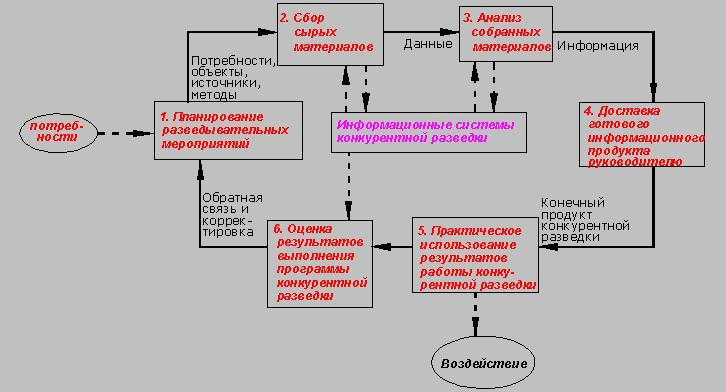 2. Сбор
сырых
материалов
Данные
3. Анализ
собранных
материалов
Информация
Потребности,
объекты,
источники,
методы
потреб-
ности
1. Планирование
разведывательных
мероприятий
Информационные системы
конкурентной разведки
4. Доставка
готового
информационного
продукта
руководителю
Обратная
связь и
коррек-
тировка
6. Оценка
результатов
выполнения
программы
конкурентной
разведки
5. Практическое
использование
результатов
работы конку-
рентной разведки
Конечный
продукт
конкурентной
разведки
Воздействие